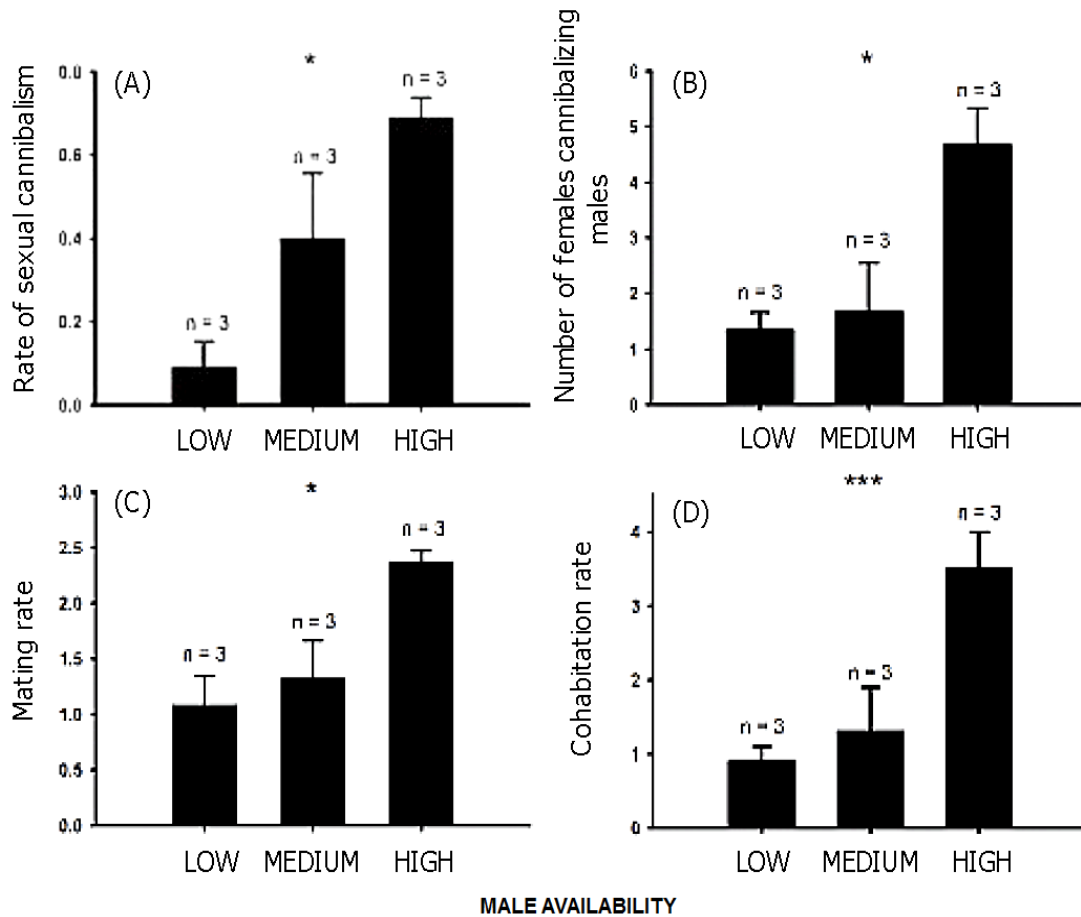 (A)
*
Rate of sexual cannibalism
0.8
0.6
0.4
0.2
0.0
n = 3
n = 3
n = 3
LOW MEDIUM HIGH
(B)
*
Number of females cannibalizing
males
6
5
4
3
2
1
0
n = 3
n = 3
n = 3
LOW MEDIUM HIGH
(C)
*
Mating rate
3.0
2.5
2.0
1.5
1.0
0.5
0.0
n = 3
n = 3
n = 3
LOW MEDIUM HIGH
(D)
***
Cohabitation rate
4
3
2
1
0
n = 3
n = 3
n = 3
LOW MEDIUM HIGH
MALE AVAILABILITY